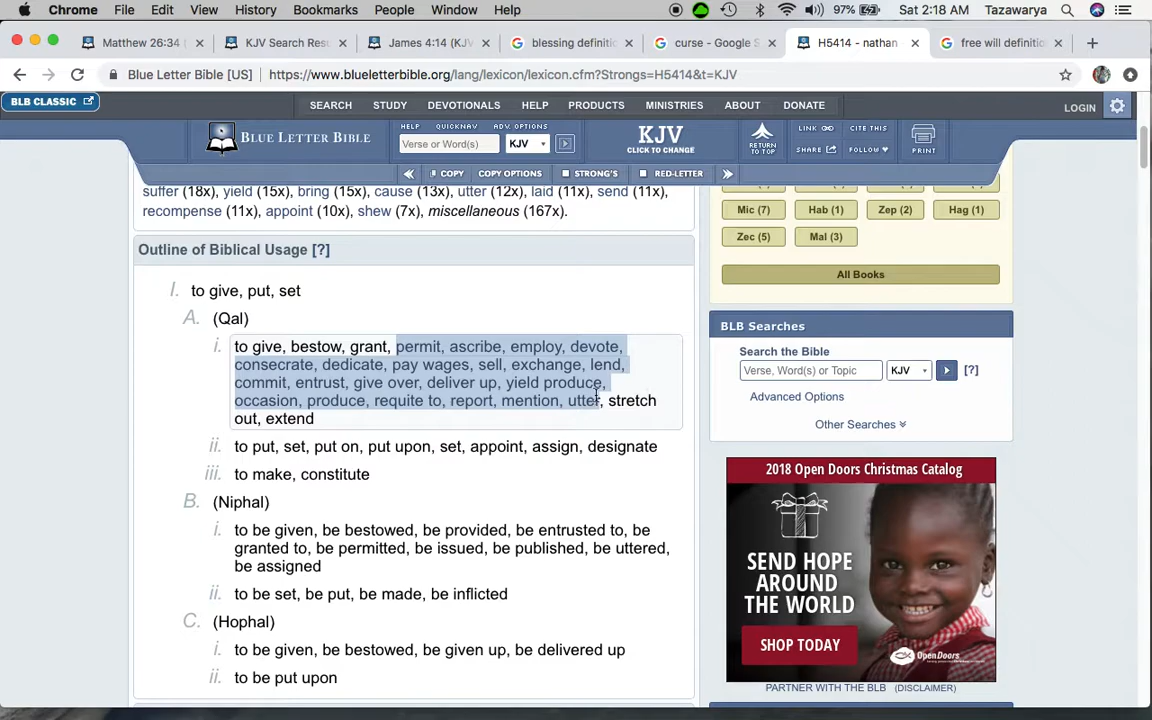 Chrome File Edit View History Bookmarks People Window Help 97% Sat 2:18 AM Tazawarya
Matthew 26:34 (
KJV Search Resu
James 4:14 (KJV
blessing definitio
curse - Google S
H5414 - nathan
free will definitio
Blue Letter Bible [US] https://www.blueletterbible.org/lang/lexicon/lexicon.cfm?Strongs=H5414&t=KJV
BLB CLASSIC
SEARCH STUDY DEVOTIONALS HELP PRODUCTS MINISTRIES ABOUT DONATE
LOGIN
BLUE LETTER BIBLE
HELP QUICKNAV ADV. OPTIONS
Verse or Word(s) KJV
KJV
CLICK TO CHANGE
RETURN
TO TOP
LINK CITE THIS
SHARE FOLLOW
PRINT
COPY COPY OPTIONS STRONG'S RED-LETTER
suffer (18x), yield (15x), bring (15x), cause (13x), utter (12x), laid (11x), send (11x),
recompense (11x), appoint (10x), shew (7x), miscellaneous (167x).
Outline of Biblical Usage [?]
I. to give, put, set
A. (Qal)
i. to give, bestow, grant, permit, ascribe, employ, devote,
consecrate, dedicate, pay wages, sell, exchange, lend,
commit, entrust, give over, deliver up, yield produce,
occasion, produce, requite to, report, mention, utter, stretch
out, extend
ii. to put, set, put on, put upon, set, appoint, assign, designate
iii. to make, constitute
B. (Niphal)
i. to be given, be bestowed, be provided, be entrusted to, be
granted to, be permitted, be issued, be published, be uttered,
be assigned
ii. to be set, be put, be made, be inflicted
C. (Hophal)
i. to be given, be bestowed, be given up, be delivered up
ii. to be put upon
Mic (7) Hab (1) Zep (2) Hag (1)
Zec (5) Mal (3)
All Books
BLB Searches
Search the Bible
Verse, Word(s) or Topic KJV [?]
Advanced Options
Other Searches
2018 Open Doors Christmas Catalog
SEND HOPE
AROUND
THE WORLD
SHOP TODAY
OpenDoors
PARTNER WITH THE BLB (DISCLAIMER)